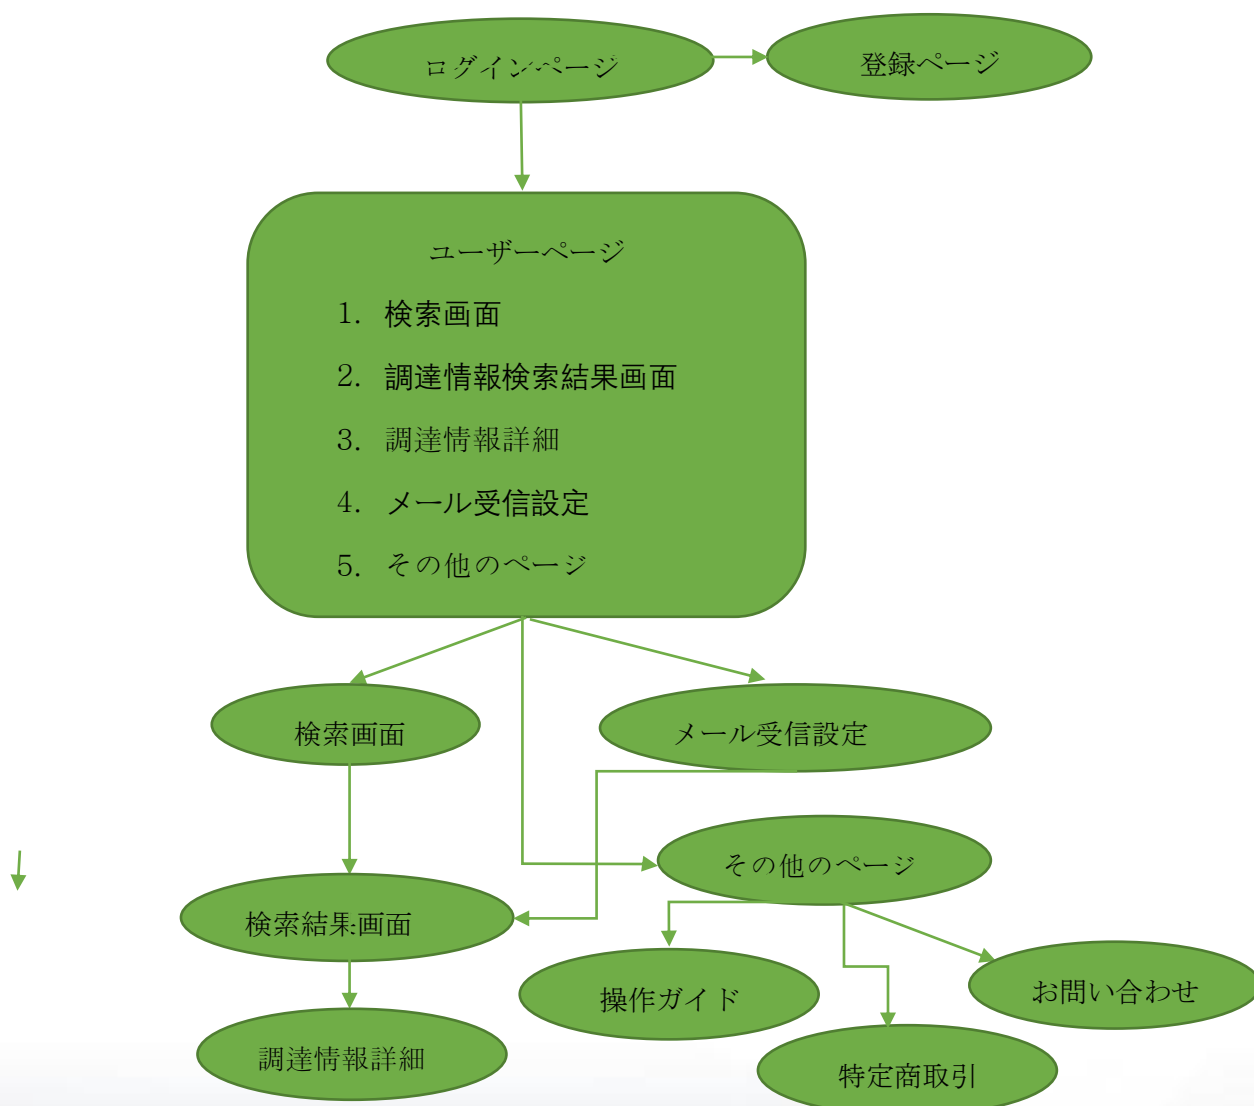 ログインページ
登録ページ
ユーザーページ
1. 検索画面
2. 調達情報検索結果画面
3. 調達情報詳細
4. メール受信設定
5. その他のページ
検索画面
メール受信設定
その他のページ
検索結果画面
操作ガイド
お問い合わせ
調達情報詳細
特定商取引